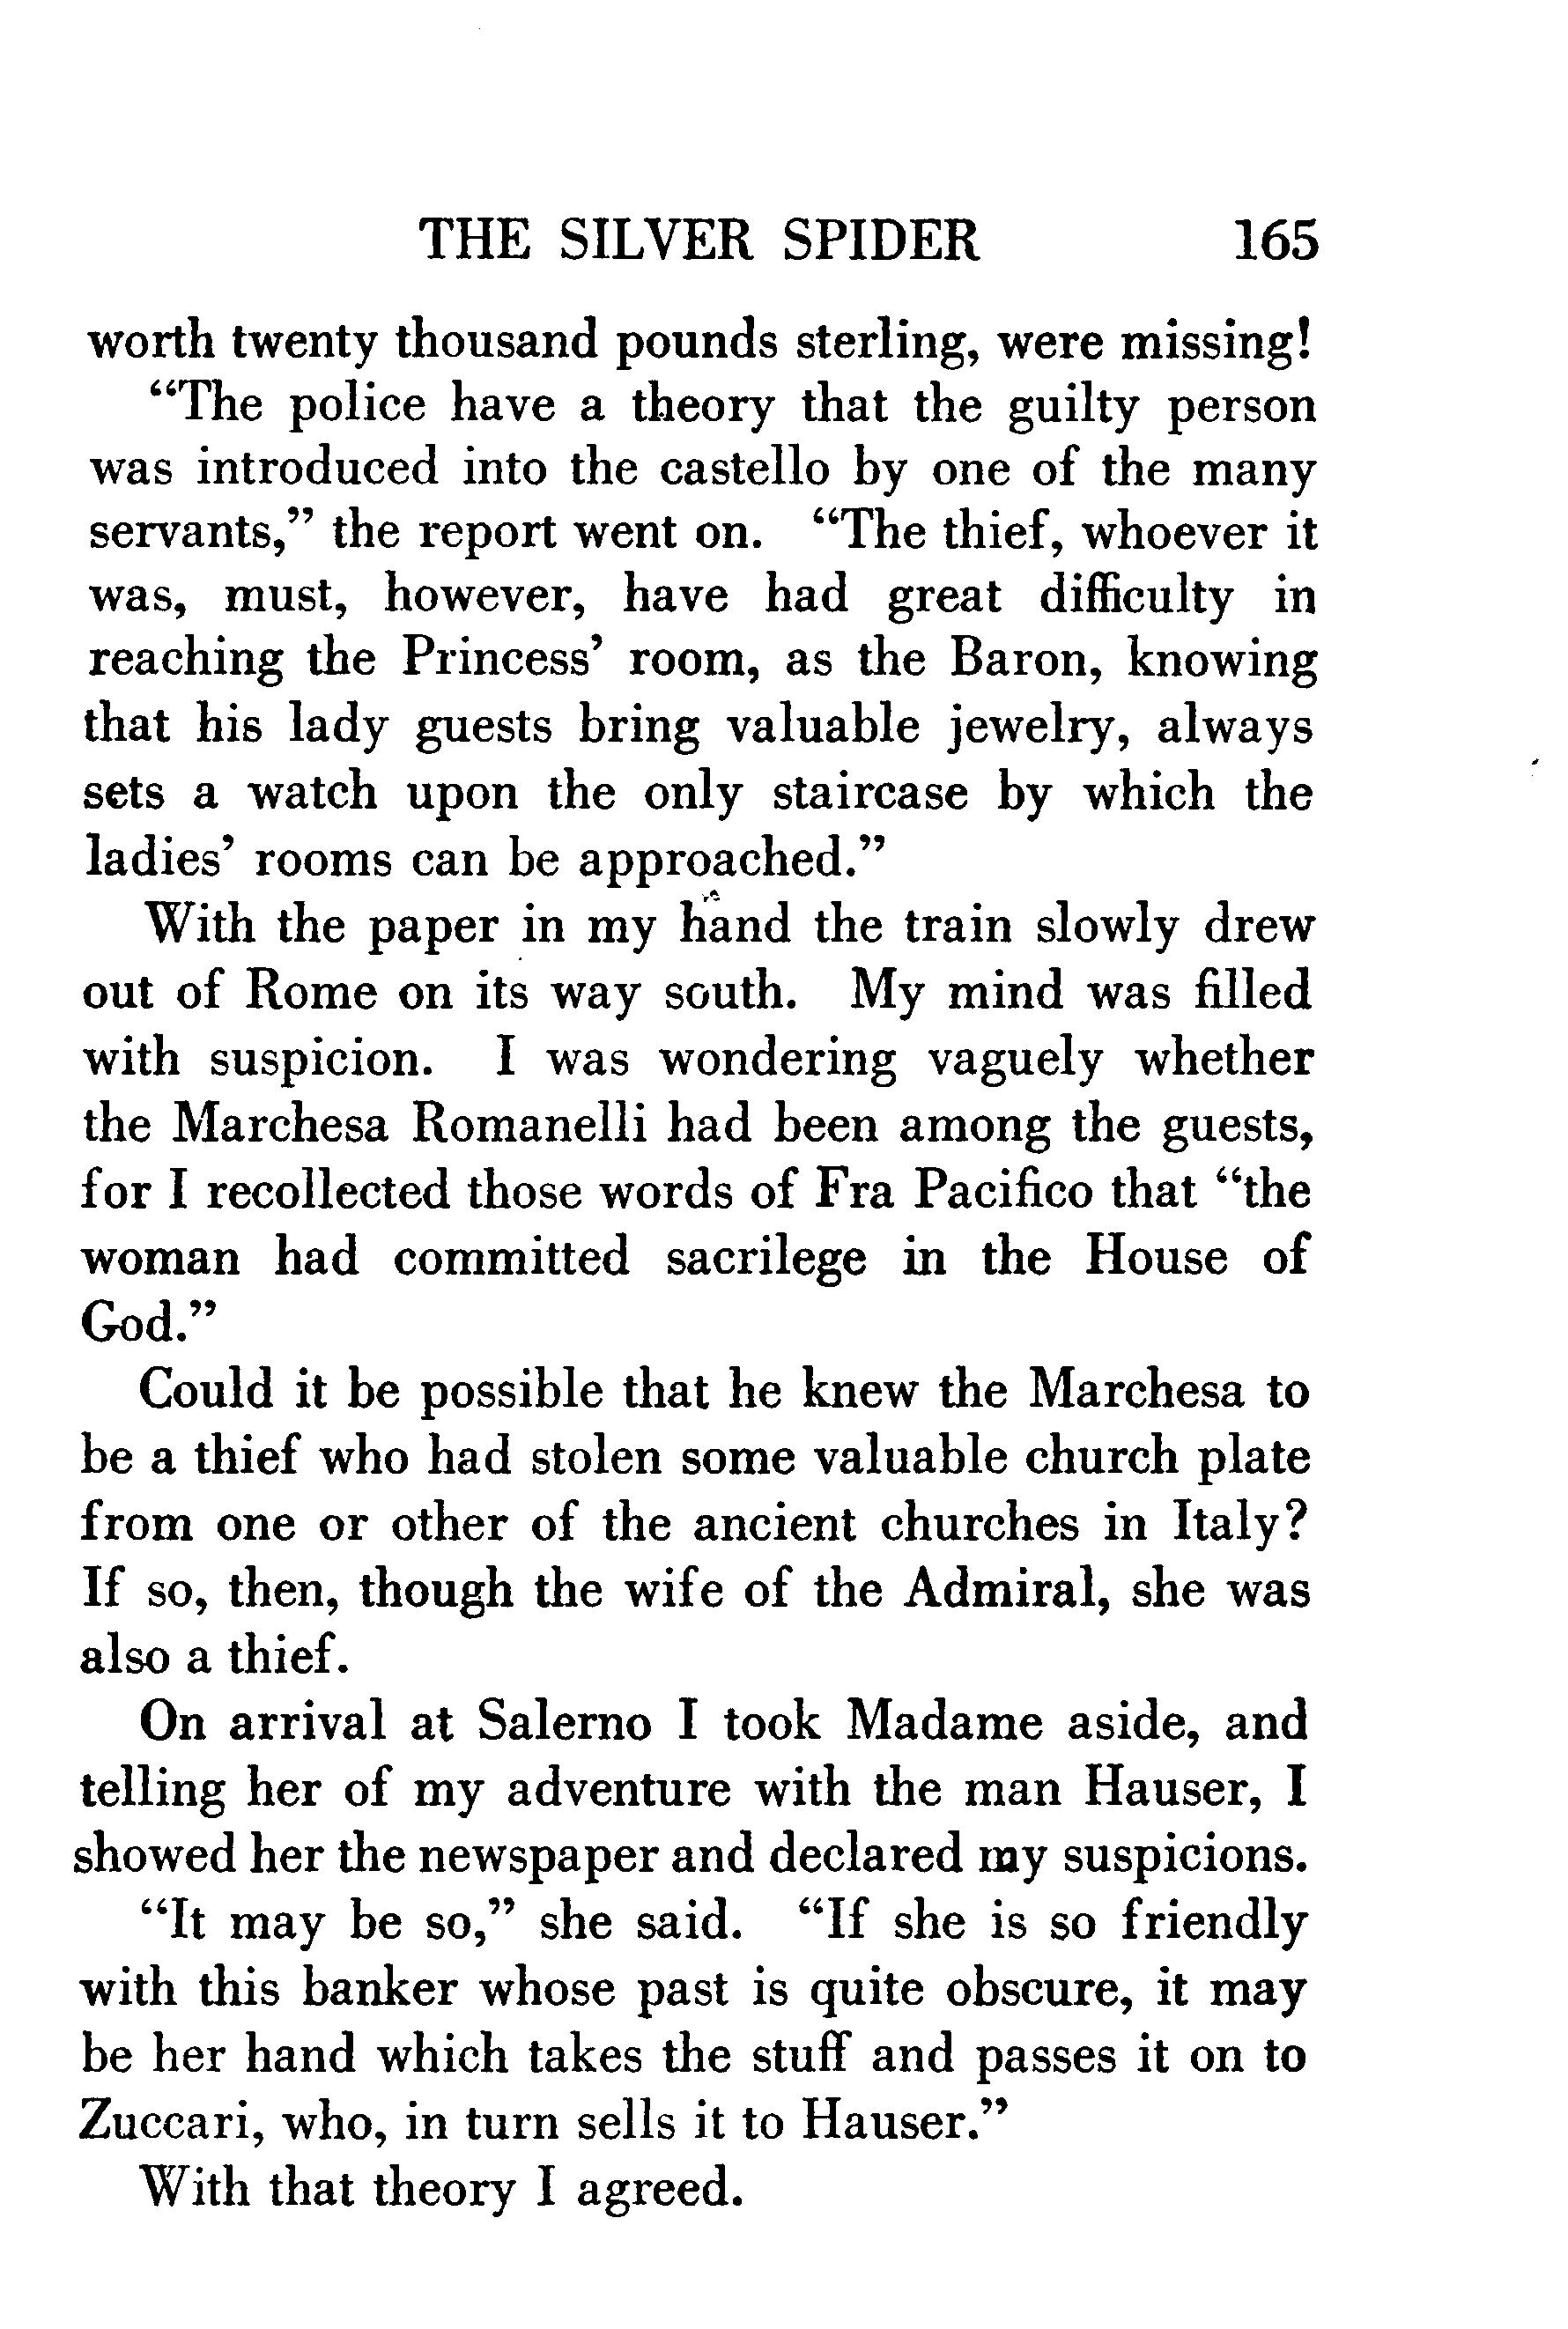 THE SILVER SPIDER 165
worth twenty thousand pounds sterling, were missing!
“The police have a theory that the guilty person
was introduced into the castello by one of the many
servants,” the report went on. “The thief, whoever it
was, must, however, have had great difficulty in
reaching the Princess’ room, as the Baron, knowing
that his lady guests bring valuable jewelry, always
sets a watch upon the only staircase by which the
ladies’ rooms can be approached.”
With the paper in my hand the train slowly drew
out of Rome on its way south. My mind was filled
with suspicion. I was wondering vaguely whether
the Marchesa Romanelli had been among the guests,
for I recollected those words of Fra Pacifico that “the
woman had committed sacrilege in the House of
God.”
Could it be possible that he knew the Marchesa to
be a thief who had stolen some valuable church plate
from one or other of the ancient churches in Italy?
If so, then, though the wife of the Admiral, she was
also a thief.
On arrival at Salerno I took Madame aside, and
telling her of my adventure with the man Hauser, I
showed her the newspaper and declared my suspicions.
“It may be so,” she said. “If she is so friendly
with this banker whose past is quite obscure, it may
be her hand which takes the stuff and passes it on to
Zuccari, who, in turn sells it to Hauser.”
With that theory I agreed.